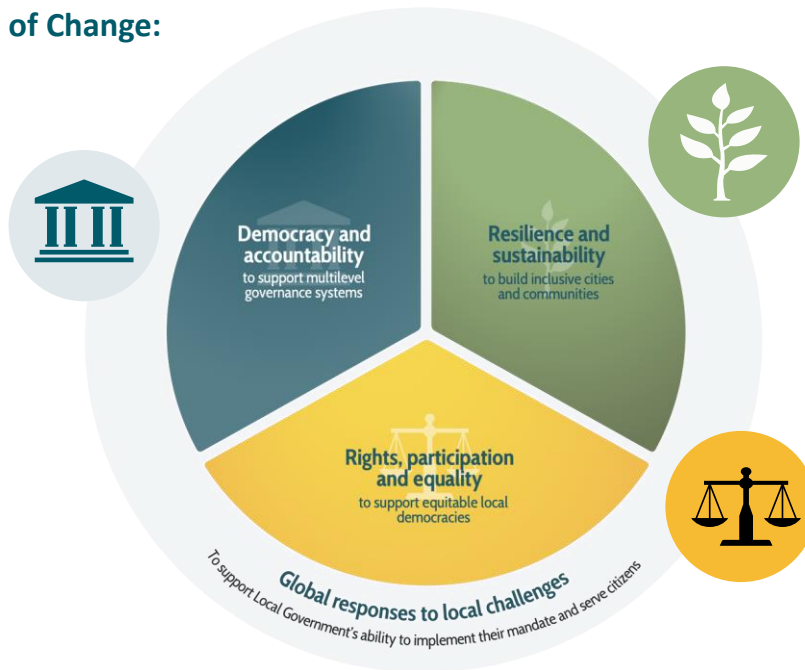 of Change:
Democracy and
accountability
to support multilevel
governance systems
Resilience and
sustainability
to build inclusive cities
and communities
Rights, participation
and equality
to support equitable local
democracies
Global responses to local challenges
To support Local Government's ability to implement their mandate and serve citizens